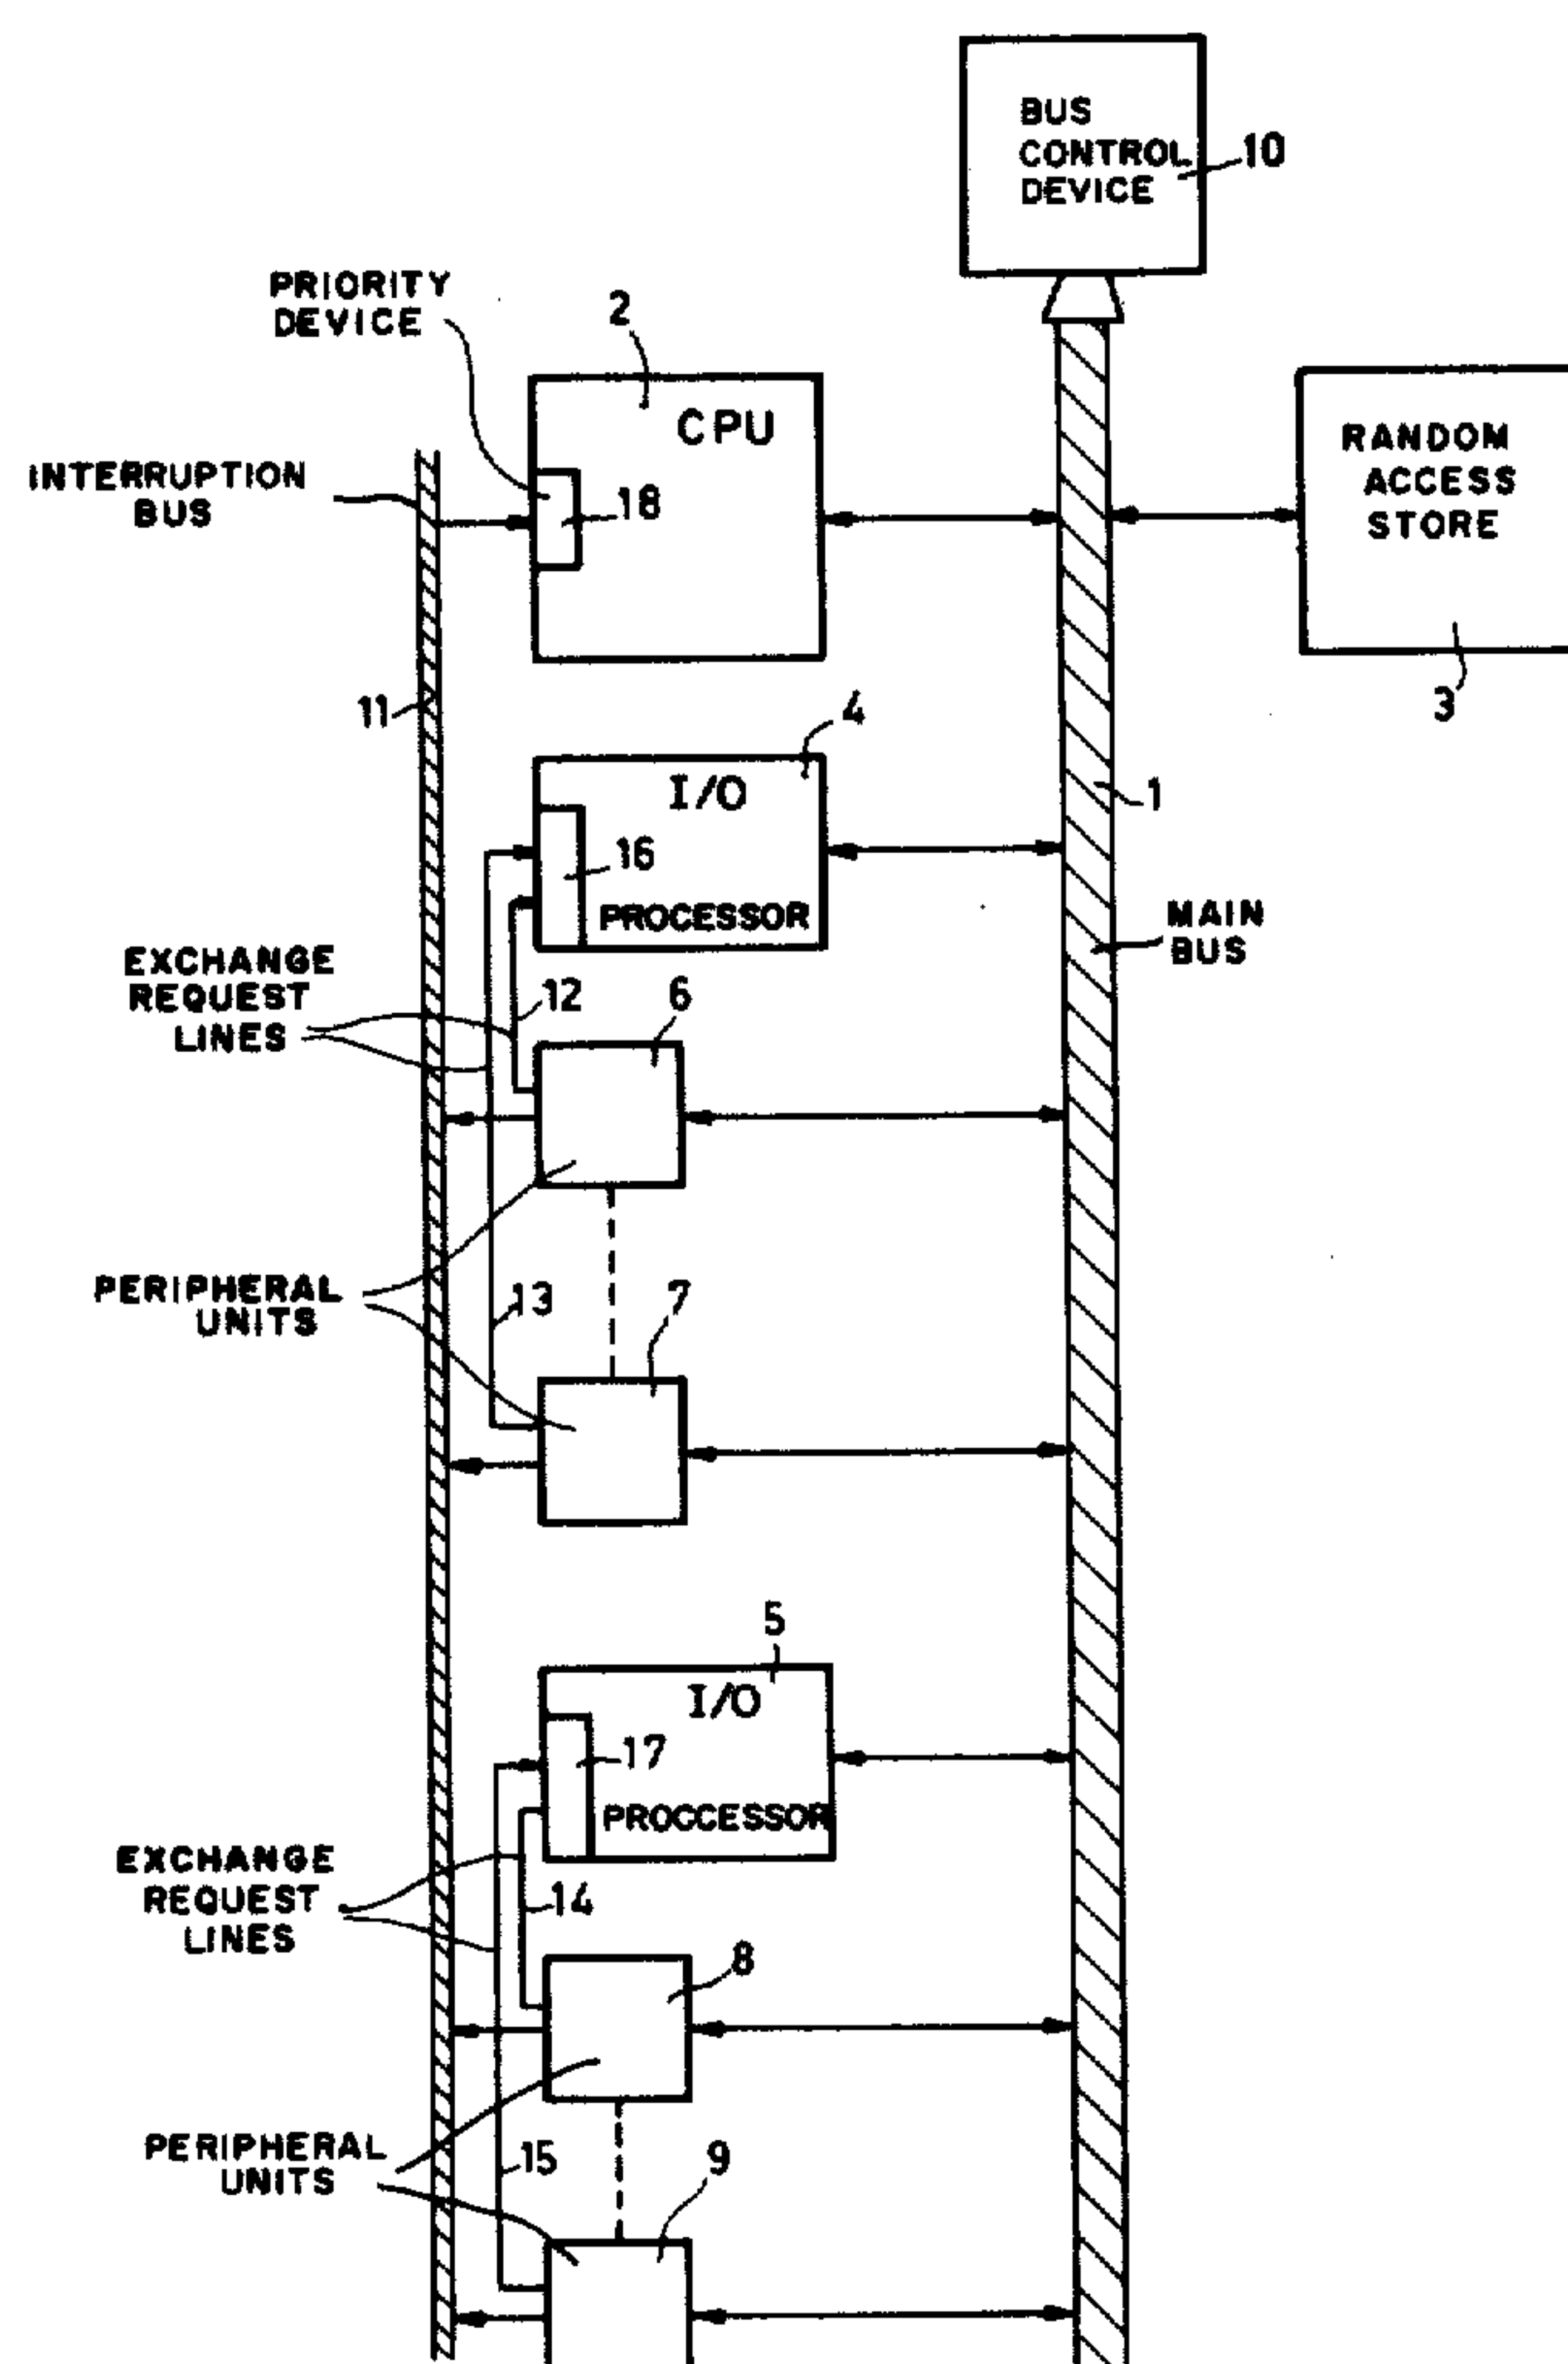 BUS
CONTROL
DEVICE
10
PRIORITY
DEVICE
2
CPU
INTERRUPTION
BUS
18
RANDOM
ACCESS
STORE
3
11
4
I/O
16
PROCESSOR
1
MAIN
BUS
EXCHANGE
REQUEST
LINES
12
6
PERIPHERAL
UNITS
13
7
5
I/O
17
PROCCESSOR
EXCHANGE
REQUEST
LINES
14
8
PERIPHERAL
UNITS
15
9